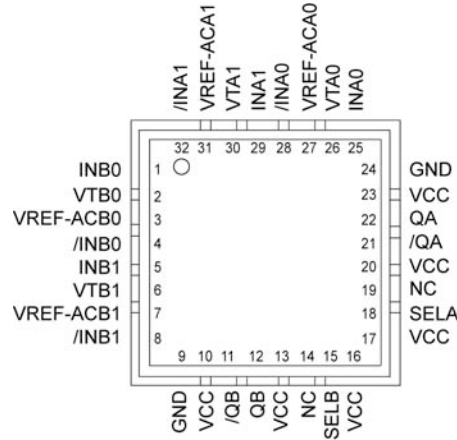 /INA1
VREF-ACA1
VTA1
INA1
/INA0
VREF-ACA0
VTA0
INA0
32 31 30 29 28 27 26 25
INB0 1 24 GND
VTB0 2 23 VCC
VREF-ACB0 3 22 QA
/INB0 4 21 /QA
INB1 5 20 VCC
VTB1 6 19 NC
VREF-ACB1 7 18 SELA
/INB1 8 17 VCC
9 10 11 12 13 14 15 16
GND
VCC
/QB
QB
VCC
NC
SELB
VCC